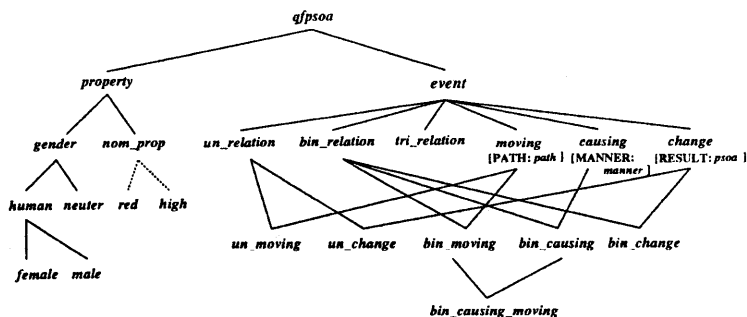 qfpsoa
property event
gender nom_prop un_relation bin_relation tri_relation moving causing change
[PATH: path] [MANNER: [RESULT: psoa ]
manner ]
human neuter red high
un_moving un_change bin_moving bin_causing bin_change
female male
bin_causing_moving